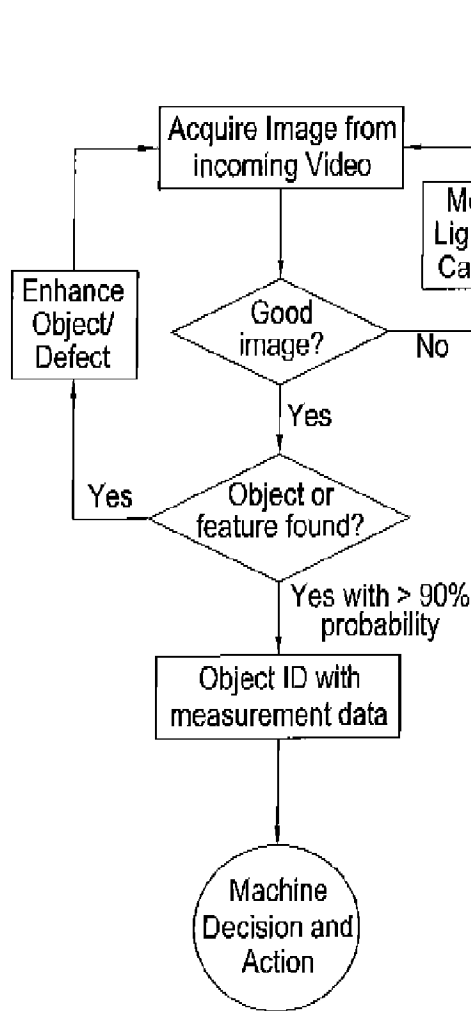 Acquire Image from
incoming Video
Enhance
Object/
Defect
Good
image?
No
Yes
Yes
Object or
feature found?
Yes with > 90%
probability
Object ID with
measurement data
Machine
Decision and
Action